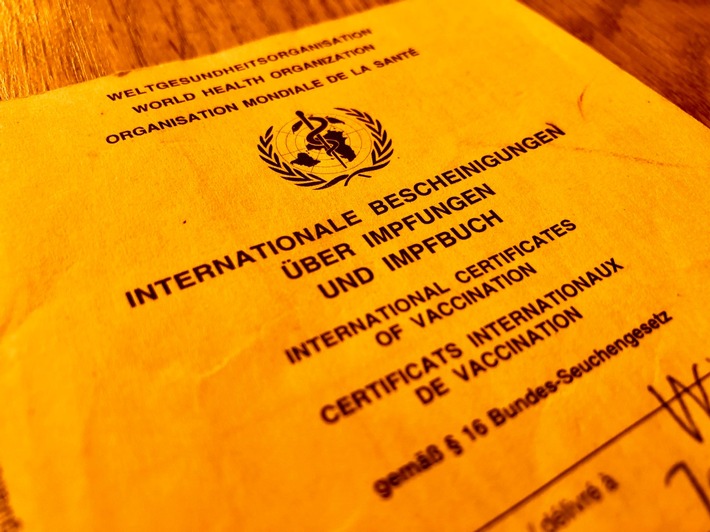 WELTGESUNDHEITSORGANISATION
WORLD HEALTH ORGANIZATION
ORGANISATION MONDIALE DE LA SANTÉ
INTERNATIONALE BESCHEINIGUNGEN
ÜBER IMPFUNGEN
UND IMPFBUCH
INTERNATIONAL CERTIFICATES
OF VACCINATION
CERTIFICATS INTERNATIONAUX
DE VACCINATION
gemäß § 16 Bundes-Seuchengesetz
délivré à